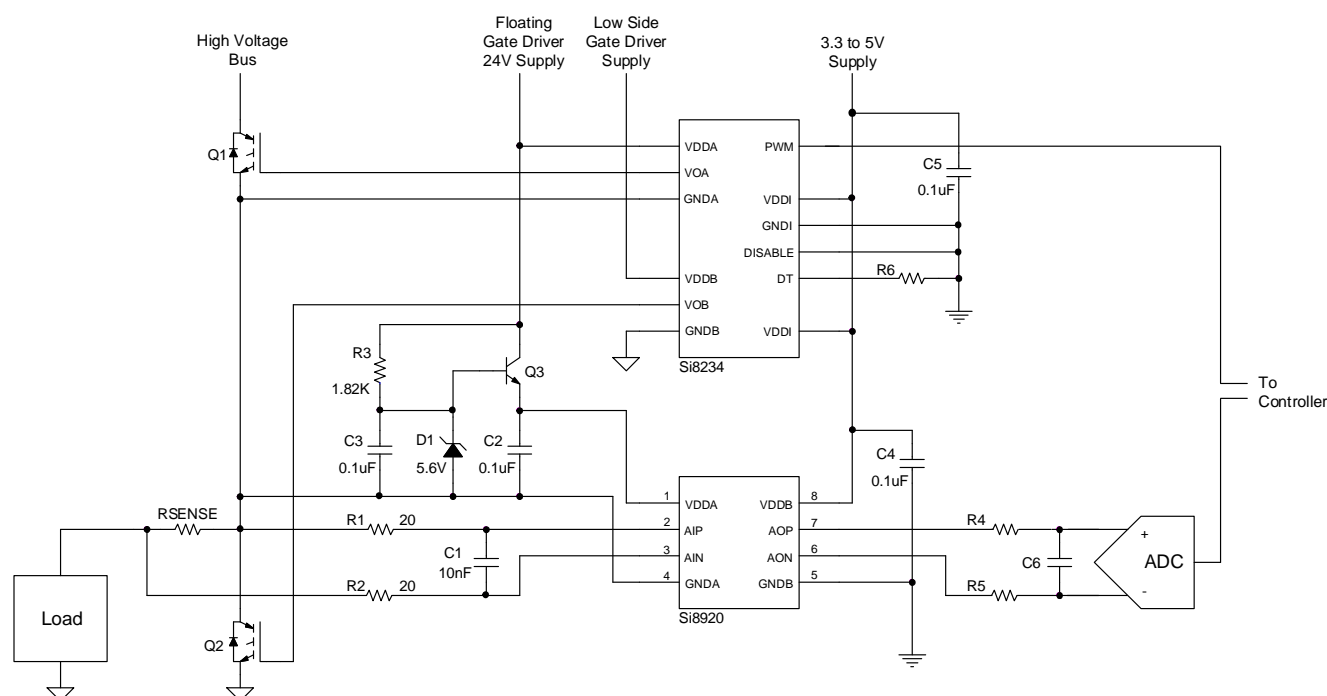 High Voltage
Bus
Floating
Gate Driver
24V Supply
Low Side
Gate Driver
Supply
3.3 to 5V
Supply
Q1
VDDA
VOA
GNDA
VDDB
VOB
GNDB
PWM
VDDI
GNDI
DISABLE
DT
VDDI
Si8234
C5
0.1uF
R6
R3
1.82K
Q3
C3
0.1uF
D1
5.6V
C2
0.1uF
C4
0.1uF
To
Controller
RSENSE
R1
20
C1
10nF
R2
20
1
2
3
4
VDDA
AIP
AIN
GNDA
VDDB
AOP
AON
GNDB
8
7
6
5
Si8920
R4
C6
R5
+
-
ADC
Load
Q2